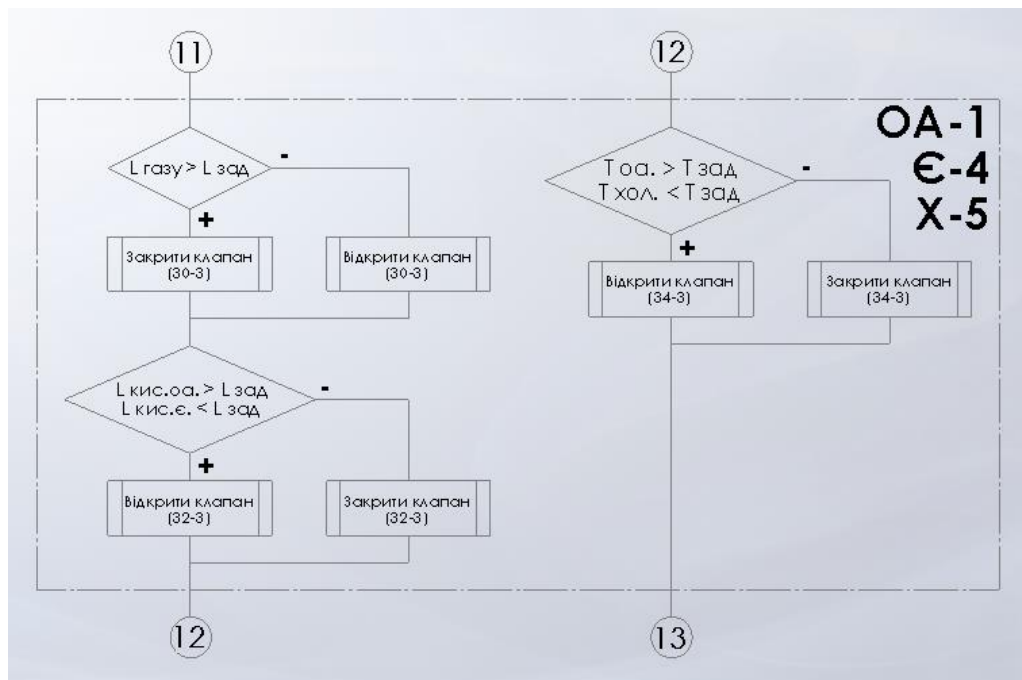 11
L газу > L зад
-
+
Закрити клапан
(30-3)
Відкрити клапан
(30-3)
L кис.оа. > L зад
L кис.є. < L зад
-
+
Відкрити клапан
(32-3)
Закрити клапан
(32-3)
12
12
ОА-1
Є-4
Х-5
Т оа. > Т зад
Т хол. < Т зад
-
+
Відкрити клапан
(34-3)
Закрити клапан
(34-3)
13